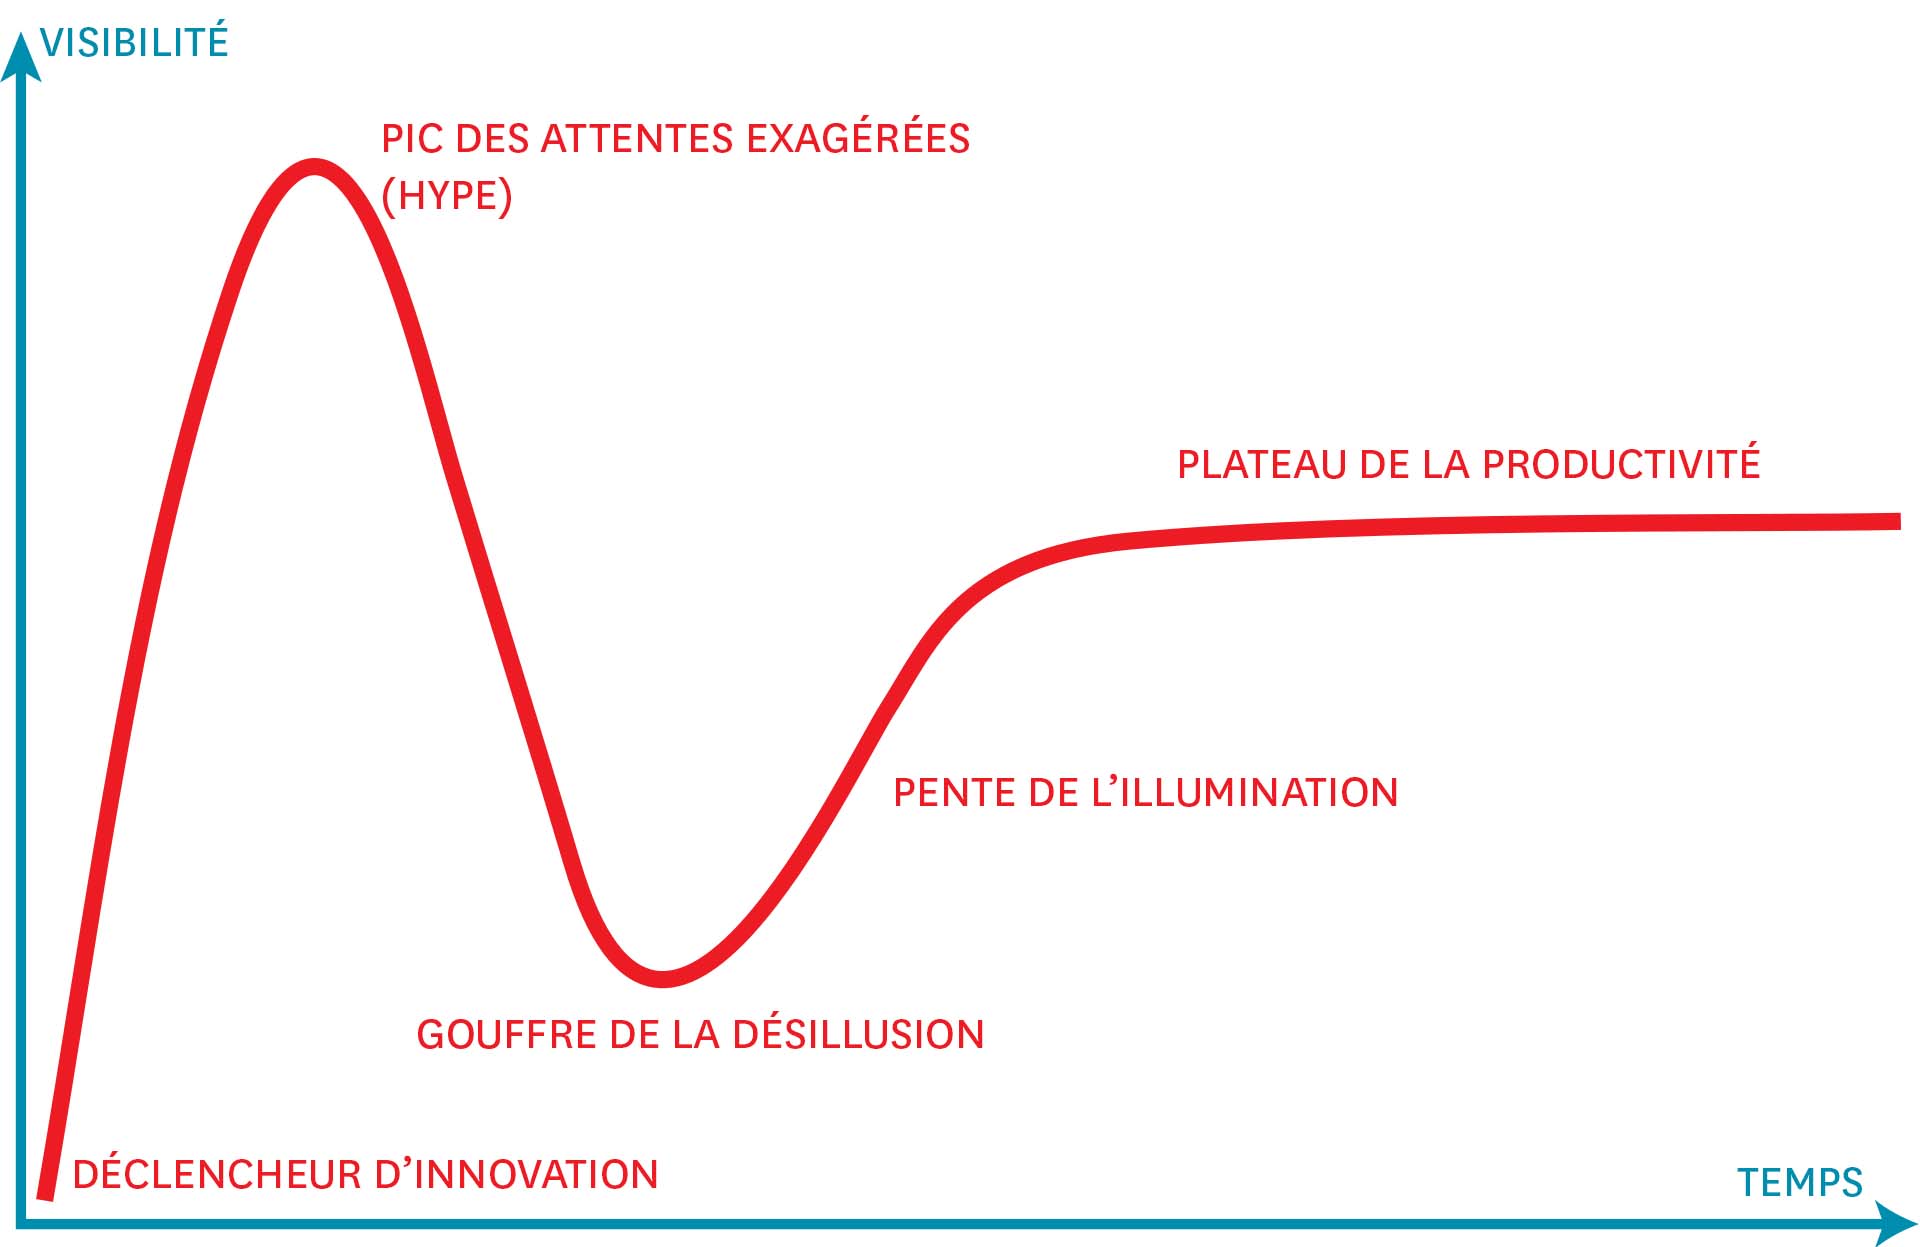 VISIBILITÉ
PIC DES ATTENTES EXAGÉRÉES
(HYPE)
PLATEAU DE LA PRODUCTIVITÉ
PENTE DE L’ILLUMINATION
GOUFFRE DE LA DÉSILLUSION
DÉCLENCHEUR D’INNOVATION
TEMPS